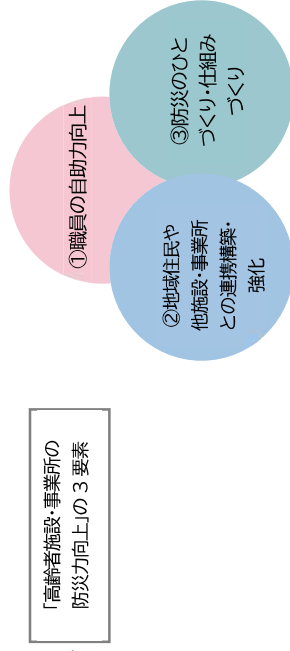 「高齢者施設・事業所の
防災力向上」の3要素
①職員の自助力向上
②地域住民や
他施設・事業所
との連携構築・
強化
③防災のひと
づくり・仕組み
づくり